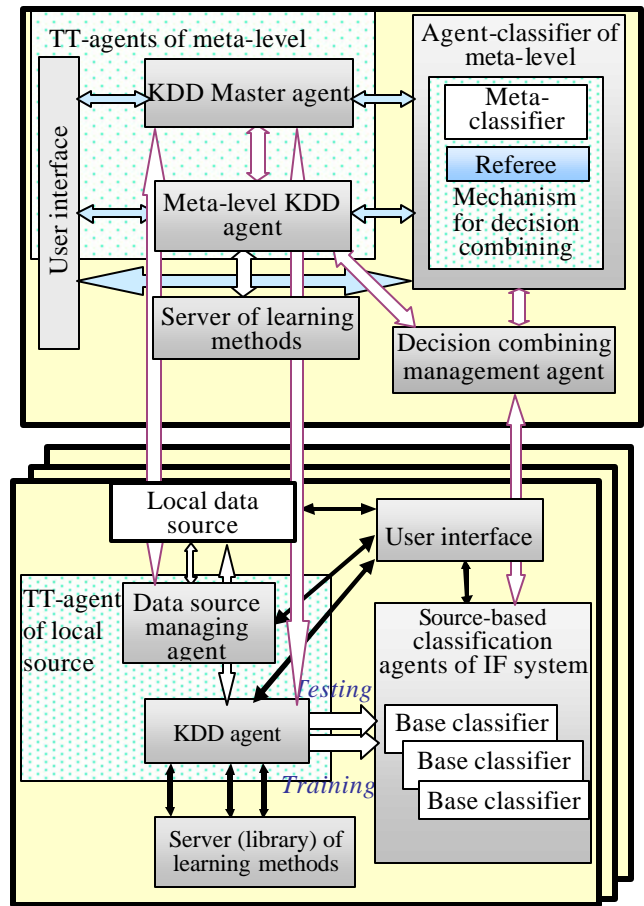 TT-agents of meta-level
User interface
KDD Master agent
Meta-level KDD
agent
Server of learning
methods
Agent-classifier of
meta-level
Meta-
classifier
Referee
Mechanism
for decision
combining
Decision combining
management agent
Local data
source
User interface
TT-agent
of local
source
Data source
managing
agent
KDD agent
Testing
Training
Server (library) of
learning methods
Source-based
classification
agents of IF system
Base classifier
Base classifier
Base classifier